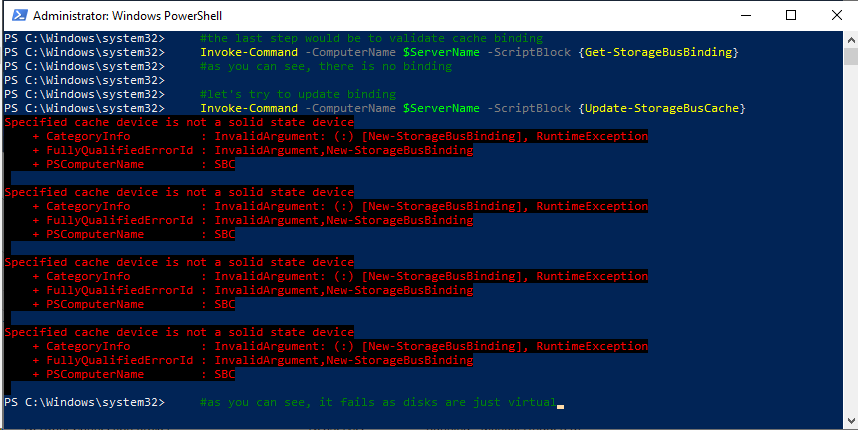 Administrator: Windows PowerShell
PS C:\Windows\system32> #the last step would be to validate cache binding
PS C:\Windows\system32> Invoke-Command -ComputerName $ServerName -ScriptBlock {Get-StorageBusBinding}
PS C:\Windows\system32> #as you can see, there is no binding
PS C:\Windows\system32>
PS C:\Windows\system32> #let's try to update binding
PS C:\Windows\system32> Invoke-Command -ComputerName $ServerName -ScriptBlock {Update-StorageBusCache}
Specified cache device is not a solid state device
+ CategoryInfo : InvalidArgument: (:) [New-StorageBusBinding], RuntimeException
+ FullyQualifiedErrorId : InvalidArgument,New-StorageBusBinding
+ PSComputerName : SBC
Specified cache device is not a solid state device
+ CategoryInfo : InvalidArgument: (:) [New-StorageBusBinding], RuntimeException
+ FullyQualifiedErrorId : InvalidArgument,New-StorageBusBinding
+ PSComputerName : SBC
Specified cache device is not a solid state device
+ CategoryInfo : InvalidArgument: (:) [New-StorageBusBinding], RuntimeException
+ FullyQualifiedErrorId : InvalidArgument,New-StorageBusBinding
+ PSComputerName : SBC
Specified cache device is not a solid state device
+ CategoryInfo : InvalidArgument: (:) [New-StorageBusBinding], RuntimeException
+ FullyQualifiedErrorId : InvalidArgument,New-StorageBusBinding
+ PSComputerName : SBC
PS C:\Windows\system32> #as you can see, it fails as disks are just virtual